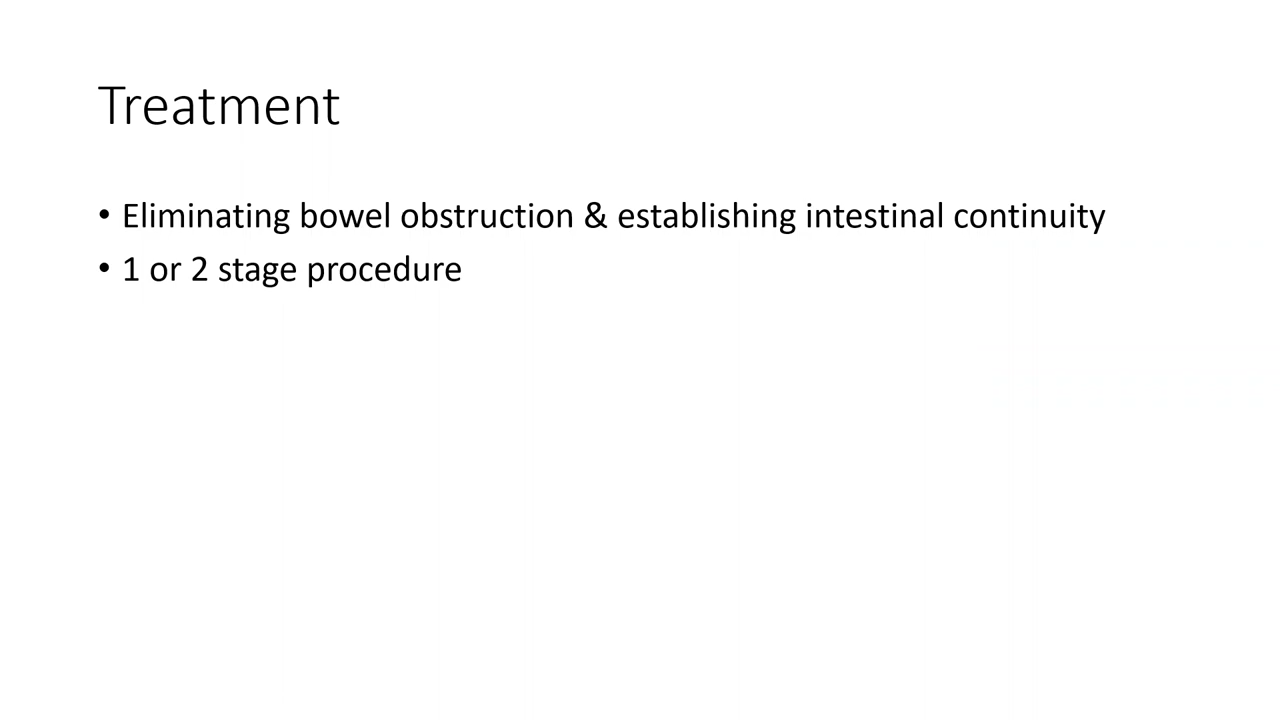 Treatment
• Eliminating bowel obstruction & establishing intestinal continuity
• 1 or 2 stage procedure